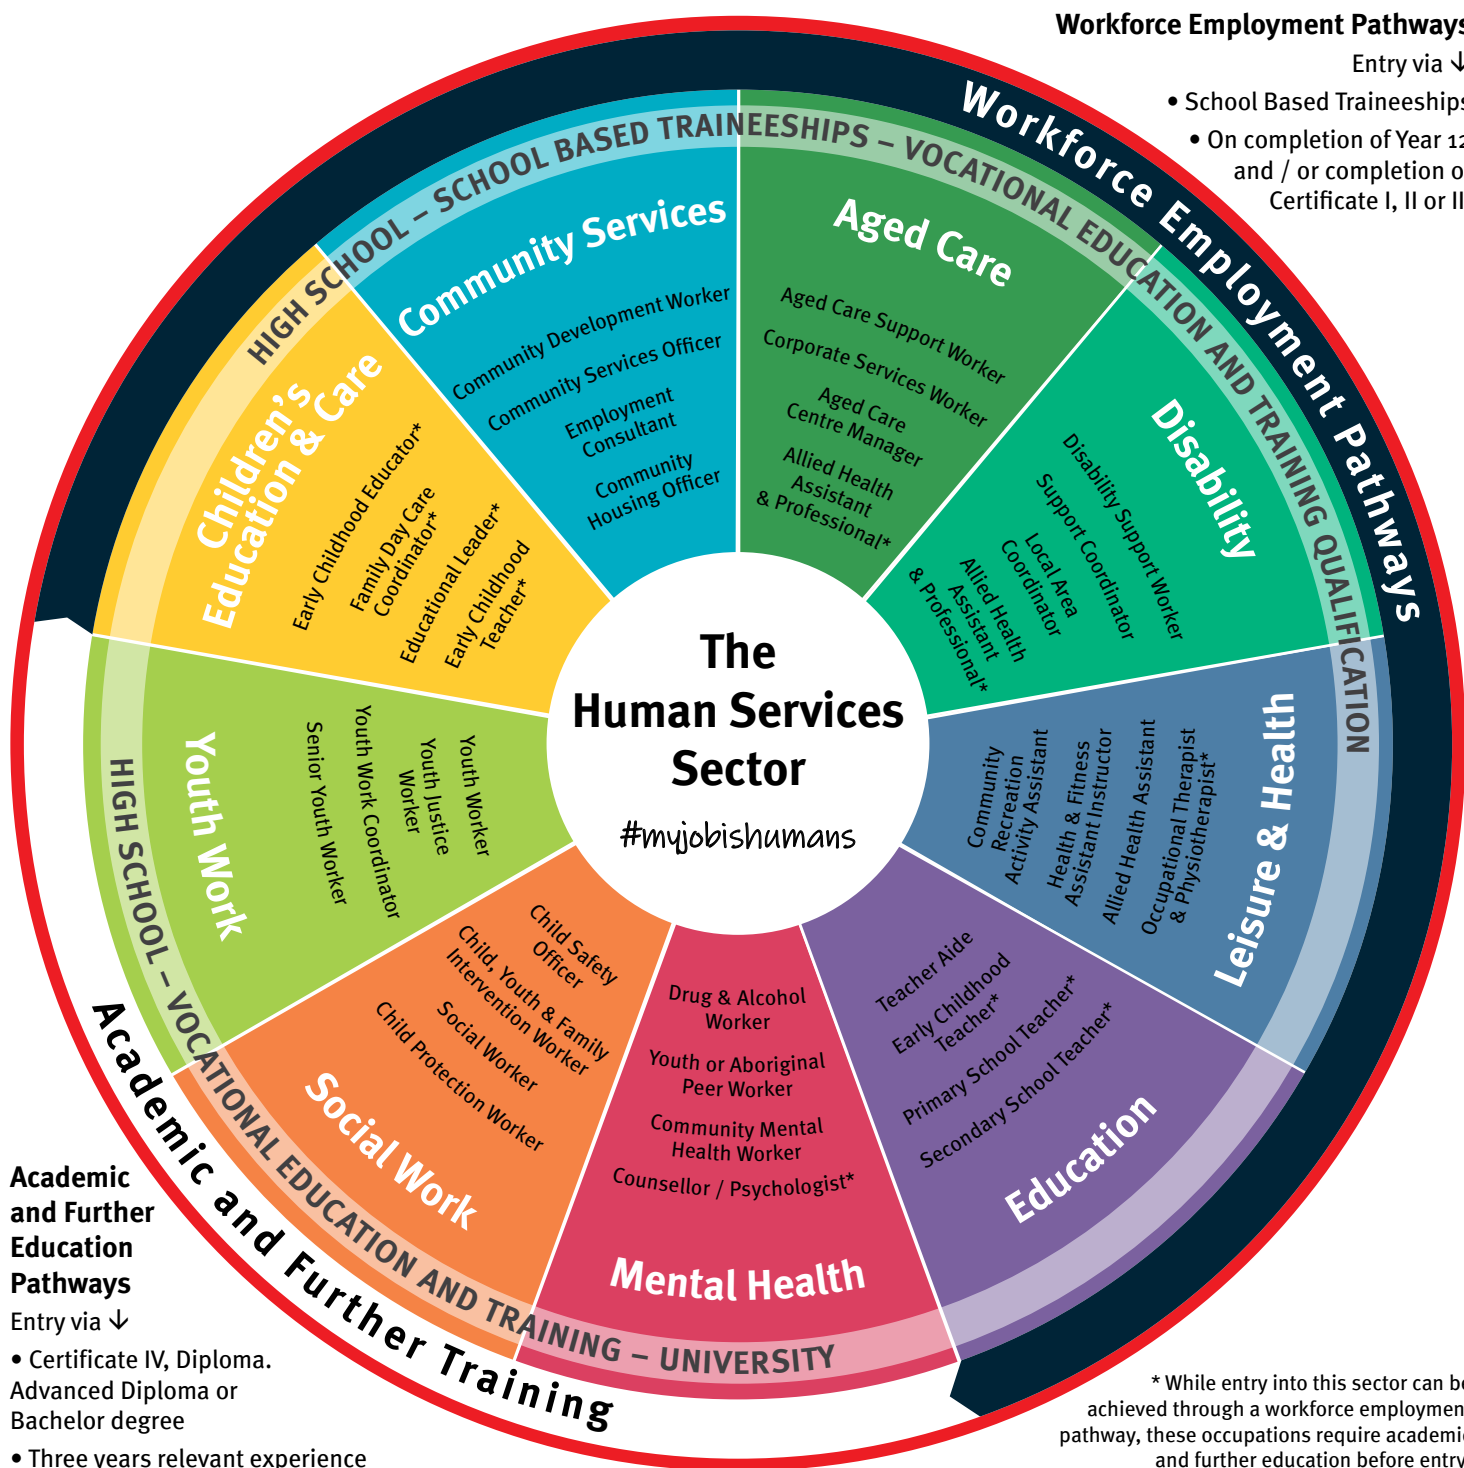 Workforce Employment Pathways
Entry via ↓
• School Based Traineeships
• On completion of Year 12
and / or completion o
Certificate I, II or II
Workforce Employment Pathways
HIGH SCHOOL – SCHOOL BASED TRAINEESHIPS – VOCATIONAL EDUCATION AND TRAINING QUALIFICATION
Community Services
Community Development Worker
Community Services Officer
Employment
Consultant
Community
Housing Officer
Aged Care
Aged Care Support Worker
Corporate Services Worker
Aged Care
Centre Manager
Allied Health
Assistant
& Professional*
Disability
Disability Support Worker
Support Coordinator
Local Area
Coordinator
Allied Health
Assistant
& Professional*
Leisure & Health
Community
Recreation
Activity Assistant
Health & Fitness
Assistant Instructor
Allied Health Assistant
Occupational Therapist
& Physiotherapist*
Education
Teacher Aide
Early Childhood
Teacher*
Primary School Teacher*
Secondary School Teacher*
Mental Health
Drug & Alcohol
Worker
Youth or Aboriginal
Peer Worker
Community Mental
Health Worker
Counsellor / Psychologist*
Social Work
Child Safety
Officer
Child, Youth & Family
Intervention Worker
Social Worker
Child Protection Worker
Youth Work
Youth Worker
Youth Justice
Worker
Youth Work Coordinator
Senior Youth Worker
Children's
Education & Care
Early Childhood Educator*
Family Day Care
Coordinator*
Educational Leader*
Early Childhood
Teacher*
The
Human Services
Sector
#myjobishumans
HIGH SCHOOL – VOCATIONAL EDUCATION AND TRAINING – UNIVERSITY
Academic and Further Training
Academic
and Further
Education
Pathways
Entry via ↓
• Certificate IV, Diploma.
Advanced Diploma or
Bachelor degree
• Three years relevant experience
* While entry into this sector can be
achieved through a workforce employmen
pathway, these occupations require academic
and further education before entry